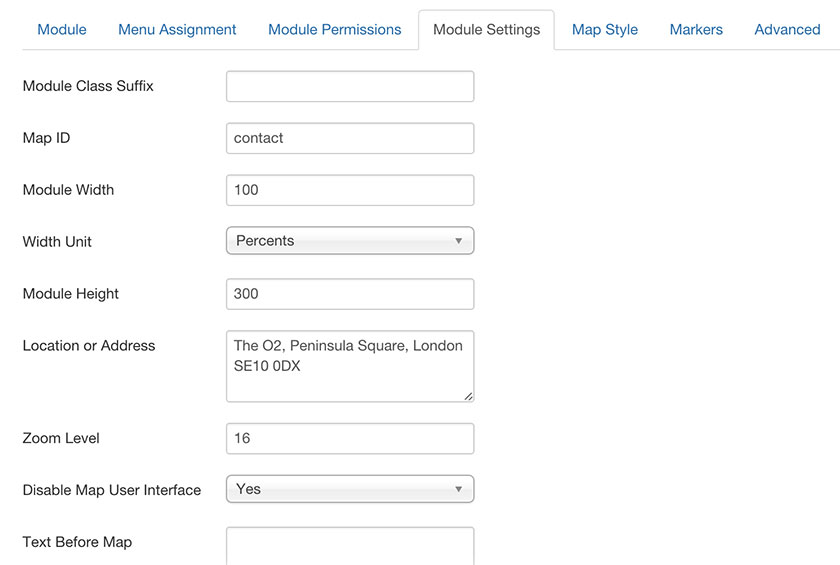 Module Menu Assignment Module Permissions Module Settings Map Style Markers Advanced
Module Class Suffix
Map ID contact
Module Width 100
Width Unit Percents
Module Height 300
Location or Address The O2, Peninsula Square, London
SE10 0DX
Zoom Level 16
Disable Map User Interface Yes
Text Before Map